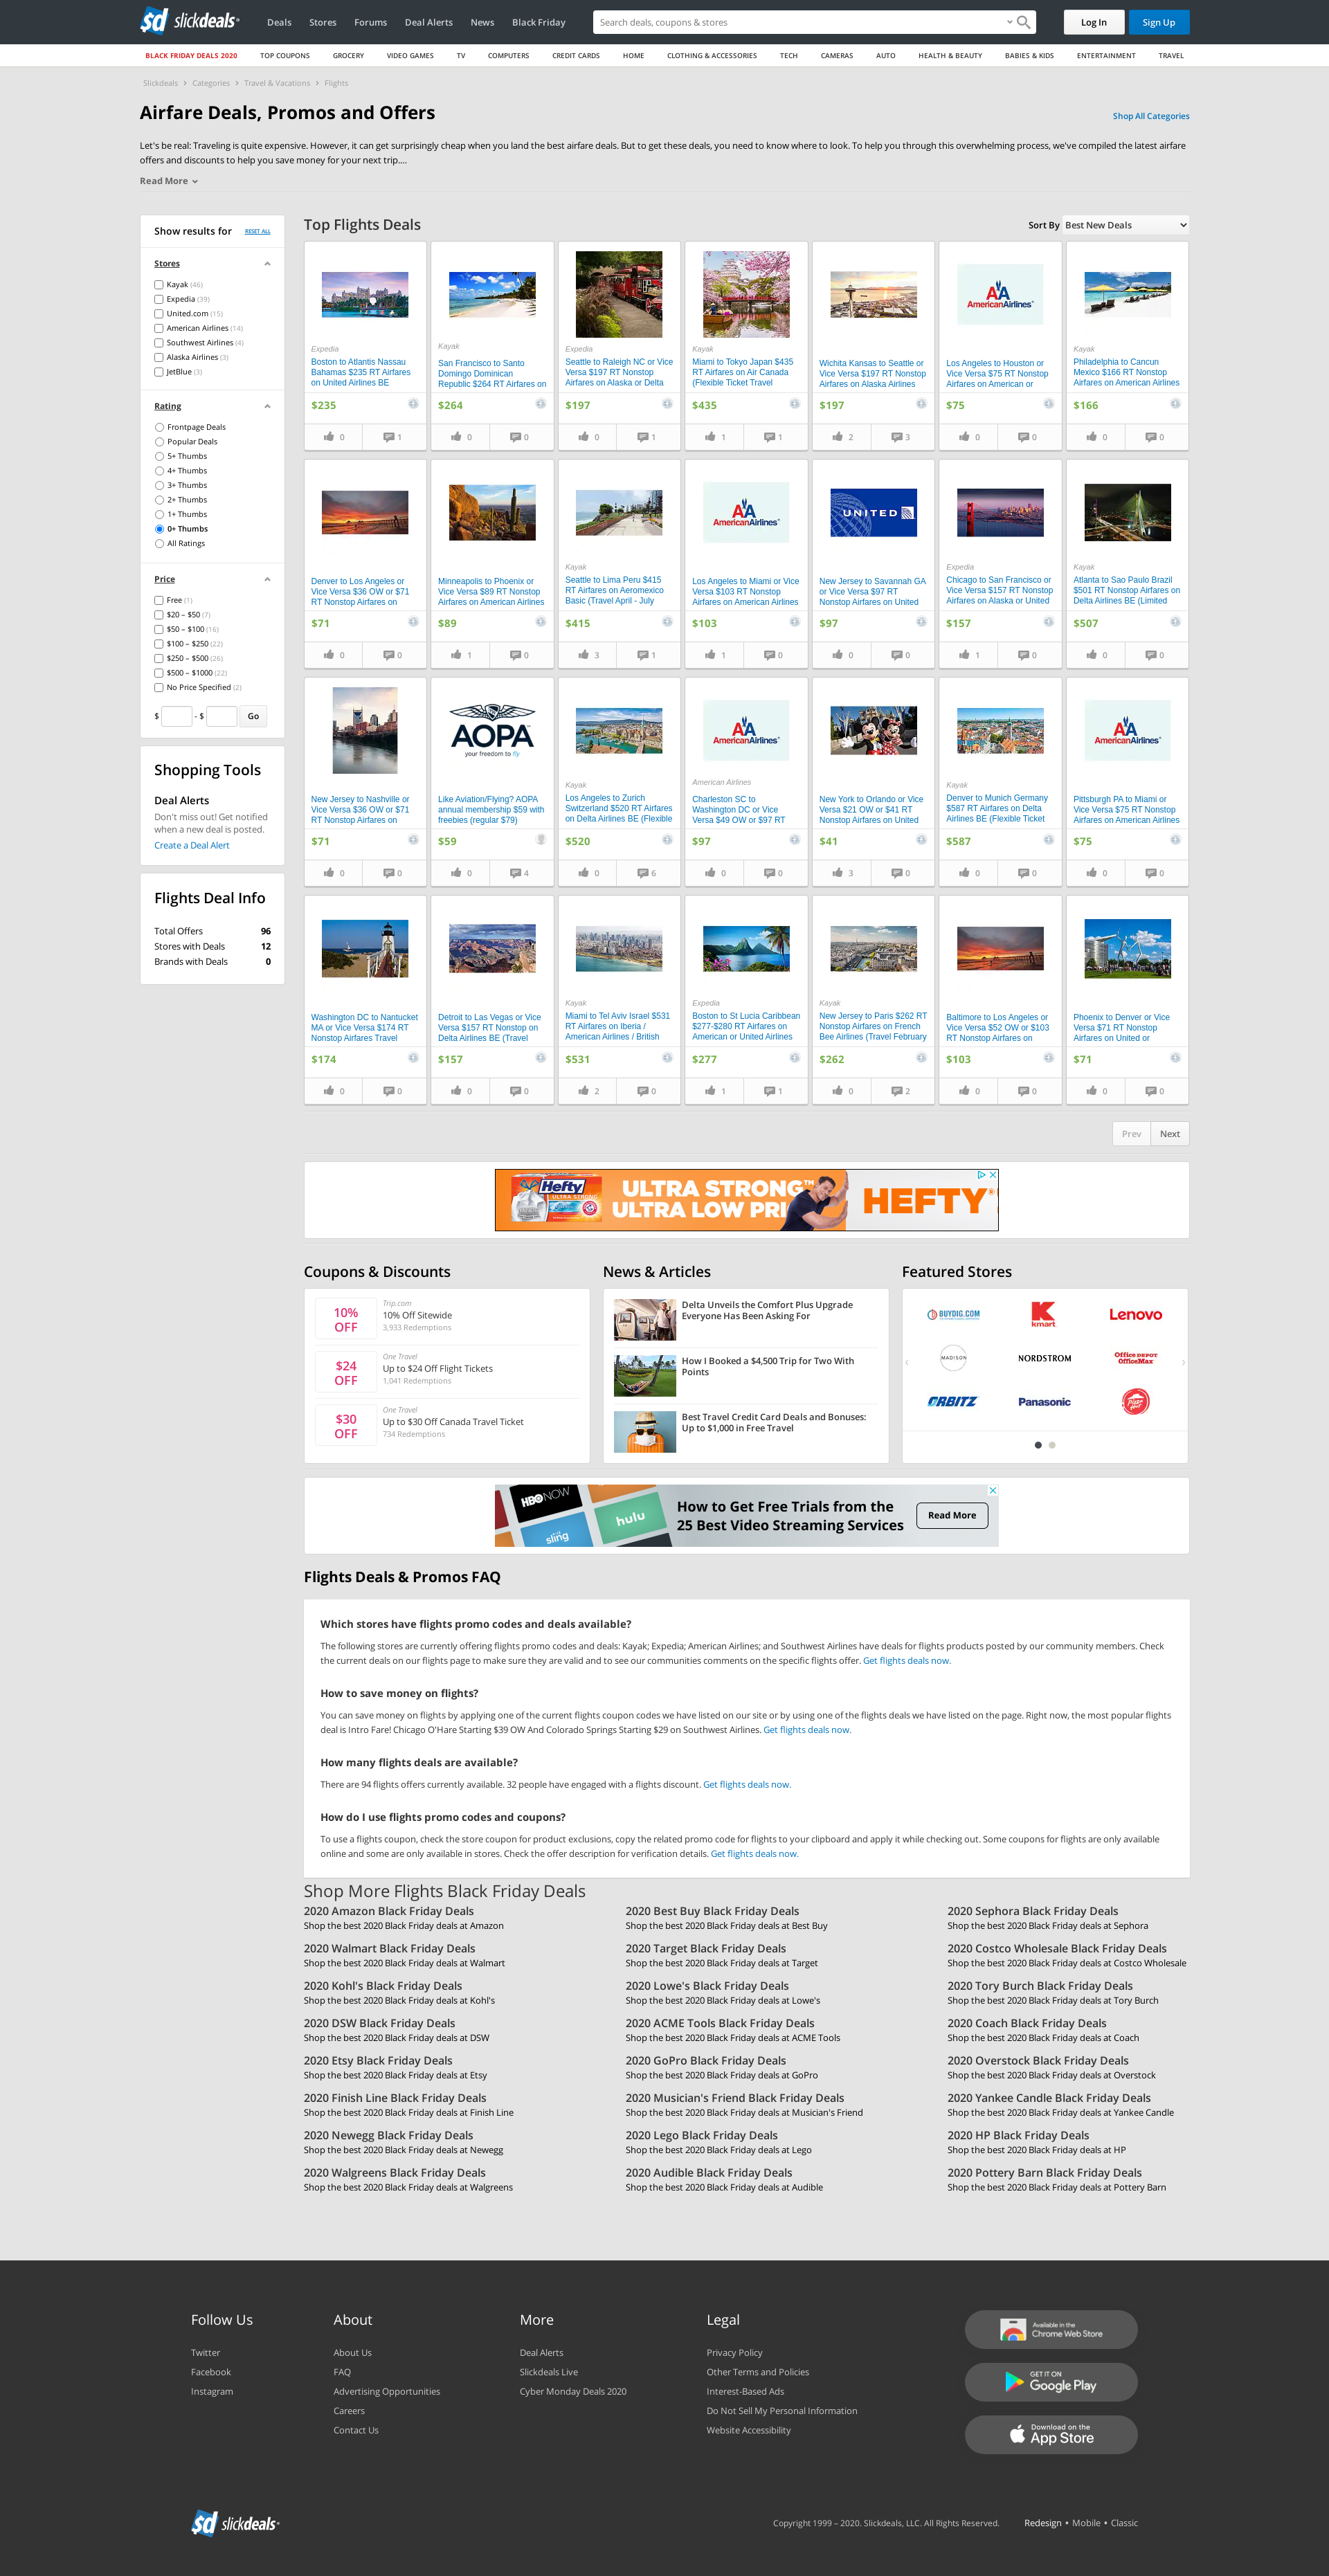 sd slickdeals
Deals
Stores
Forums
Deal Alerts
News
Black Friday
Search deals, coupons & stores
Log In
Sign Up
BLACK FRIDAY DEALS 2020
TOP COUPONS
GROCERY
VIDEO GAMES
TV
COMPUTERS
CREDIT CARDS
HOME
CLOTHING & ACCESSORIES
TECH
CAMERAS
AUTO
HEALTH & BEAUTY
BABIES & KIDS
ENTERTAINMENT
TRAVEL
Slickdeals > Categories > Travel & Vacations > Flights
Airfare Deals, Promos and Offers
Shop All Categories
Let's be real: Traveling is quite expensive. However, it can get surprisingly cheap when you land the best airfare deals. But to get these deals, you need to know where to look. To help you through this overwhelming process, we've compiled the latest airfare
offers and discounts to help you save money for your next trip....
Read More
Show results for
RESET ALL
Stores
Kayak (46)
Expedia (39)
United.com (15)
American Airlines (14)
Southwest Airlines (4)
Alaska Airlines (3)
JetBlue (3)
Rating
Frontpage Deals
Popular Deals
5+ Thumbs
4+ Thumbs
3+ Thumbs
2+ Thumbs
1+ Thumbs
0+ Thumbs
All Ratings
Price
Free (1)
$20 – $50 (7)
$50 – $100 (16)
$100 – $250 (22)
$250 – $500 (26)
$500 – $1000 (22)
No Price Specified (2)
$ - $ Go
Shopping Tools
Deal Alerts
Don't miss out! Get notified
when a new deal is posted.
Create a Deal Alert
Flights Deal Info
Total Offers 96
Stores with Deals 12
Brands with Deals 0
Top Flights Deals
Sort By Best New Deals
Expedia
Boston to Atlantis Nassau
Bahamas $235 RT Airfares
on United Airlines BE
$235
0 1
Kayak
San Francisco to Santo
Domingo Dominican
Republic $264 RT Airfares on
$264
0 0
Expedia
Seattle to Raleigh NC or Vice
Versa $197 RT Nonstop
Airfares on Alaska or Delta
$197
0 1
Kayak
Miami to Tokyo Japan $435
RT Airfares on Air Canada
(Flexible Ticket Travel
$435
1 1
Wichita Kansas to Seattle or
Vice Versa $197 RT Nonstop
Airfares on Alaska Airlines
$197
2 3
AmericanAirlines
Los Angeles to Houston or
Vice Versa $75 RT Nonstop
Airfares on American or
$75
0 0
Kayak
Philadelphia to Cancun
Mexico $166 RT Nonstop
Airfares on American Airlines
$166
0 0
Denver to Los Angeles or
Vice Versa $36 OW or $71
RT Nonstop Airfares on
$71
0 0
Minneapolis to Phoenix or
Vice Versa $89 RT Nonstop
Airfares on American Airlines
$89
1 0
Kayak
Seattle to Lima Peru $415
RT Airfares on Aeromexico
Basic (Travel April - July
$415
3 1
AmericanAirlines
Los Angeles to Miami or Vice
Versa $103 RT Nonstop
Airfares on American Airlines
$103
1 0
UNITED
New Jersey to Savannah GA
or Vice Versa $97 RT
Nonstop Airfares on United
$97
0 0
Expedia
Chicago to San Francisco or
Vice Versa $157 RT Nonstop
Airfares on Alaska or United
$157
1 0
Kayak
Atlanta to Sao Paulo Brazil
$501 RT Nonstop Airfares on
Delta Airlines BE (Limited
$507
0 0
New Jersey to Nashville or
Vice Versa $36 OW or $71
RT Nonstop Airfares on
$71
0 0
AOPA
your freedom to fly
Like Aviation/Flying? AOPA
annual membership $59 with
freebies (regular $79)
$59
0 4
Kayak
Los Angeles to Zurich
Switzerland $520 RT Airfares
on Delta Airlines BE (Flexible
$520
0 6
AmericanAirlines
American Airlines
Charleston SC to
Washington DC or Vice
Versa $49 OW or $97 RT
$97
0 0
New York to Orlando or Vice
Versa $21 OW or $41 RT
Nonstop Airfares on United
$41
3 0
Kayak
Denver to Munich Germany
$587 RT Airfares on Delta
Airlines BE (Flexible Ticket
$587
0 0
AmericanAirlines
Pittsburgh PA to Miami or
Vice Versa $75 RT Nonstop
Airfares on American Airlines
$75
0 0
Washington DC to Nantucket
MA or Vice Versa $174 RT
Nonstop Airfares Travel
$174
0 0
Detroit to Las Vegas or Vice
Versa $157 RT Nonstop on
Delta Airlines BE (Travel
$157
0 0
Kayak
Miami to Tel Aviv Israel $531
RT Airfares on Iberia /
American Airlines / British
$531
2 0
Expedia
Boston to St Lucia Caribbean
$277-$280 RT Airfares on
American or United Airlines
$277
1 1
Kayak
New Jersey to Paris $262 RT
Nonstop Airfares on French
Bee Airlines (Travel February
$262
0 2
Baltimore to Los Angeles or
Vice Versa $52 OW or $103
RT Nonstop Airfares on
$103
0 0
Phoenix to Denver or Vice
Versa $71 RT Nonstop
Airfares on United or
$71
0 0
Prev
Next
Hefty
ULTRA STRONG
ULTRA STRONG™
ULTRA LOW PRI
HEFTY®
Coupons & Discounts
10%
OFF
Trip.com
10% Off Sitewide
3,933 Redemptions
$24
OFF
One Travel
Up to $24 Off Flight Tickets
1,041 Redemptions
$30
OFF
One Travel
Up to $30 Off Canada Travel Ticket
734 Redemptions
News & Articles
Delta Unveils the Comfort Plus Upgrade
Everyone Has Been Asking For
How I Booked a $4,500 Trip for Two With
Points
Best Travel Credit Card Deals and Bonuses:
Up to $1,000 in Free Travel
Featured Stores
BUYDIG.COM
kmart
Lenovo
MADISON
NORDSTROM
Office DEPOT
OfficeMax
ORBITZ
Panasonic
Pizza Hut
HBO NOW
hulu
sling
How to Get Free Trials from the
25 Best Video Streaming Services
Read More
Flights Deals & Promos FAQ
Which stores have flights promo codes and deals available?
The following stores are currently offering flights promo codes and deals: Kayak; Expedia; American Airlines; and Southwest Airlines have deals for flights products posted by our community members. Check
the current deals on our flights page to make sure they are valid and to see our communities comments on the specific flights offer. Get flights deals now.
How to save money on flights?
You can save money on flights by applying one of the current flights coupon codes we have listed on our site or by using one of the flights deals we have listed on the page. Right now, the most popular flights
deal is Intro Fare! Chicago O'Hare Starting $39 OW And Colorado Springs Starting $29 on Southwest Airlines. Get flights deals now.
How many flights deals are available?
There are 94 flights offers currently available. 32 people have engaged with a flights discount. Get flights deals now.
How do I use flights promo codes and coupons?
To use a flights coupon, check the store coupon for product exclusions, copy the related promo code for flights to your clipboard and apply it while checking out. Some coupons for flights are only available
online and some are only available in stores. Check the offer description for verification details. Get flights deals now.
Shop More Flights Black Friday Deals
2020 Amazon Black Friday Deals
Shop the best 2020 Black Friday deals at Amazon
2020 Best Buy Black Friday Deals
Shop the best 2020 Black Friday deals at Best Buy
2020 Sephora Black Friday Deals
Shop the best 2020 Black Friday deals at Sephora
2020 Walmart Black Friday Deals
Shop the best 2020 Black Friday deals at Walmart
2020 Target Black Friday Deals
Shop the best 2020 Black Friday deals at Target
2020 Costco Wholesale Black Friday Deals
Shop the best 2020 Black Friday deals at Costco Wholesale
2020 Kohl's Black Friday Deals
Shop the best 2020 Black Friday deals at Kohl's
2020 Lowe's Black Friday Deals
Shop the best 2020 Black Friday deals at Lowe's
2020 Tory Burch Black Friday Deals
Shop the best 2020 Black Friday deals at Tory Burch
2020 DSW Black Friday Deals
Shop the best 2020 Black Friday deals at DSW
2020 ACME Tools Black Friday Deals
Shop the best 2020 Black Friday deals at ACME Tools
2020 Coach Black Friday Deals
Shop the best 2020 Black Friday deals at Coach
2020 Etsy Black Friday Deals
Shop the best 2020 Black Friday deals at Etsy
2020 GoPro Black Friday Deals
Shop the best 2020 Black Friday deals at GoPro
2020 Overstock Black Friday Deals
Shop the best 2020 Black Friday deals at Overstock
2020 Finish Line Black Friday Deals
Shop the best 2020 Black Friday deals at Finish Line
2020 Musician's Friend Black Friday Deals
Shop the best 2020 Black Friday deals at Musician's Friend
2020 Yankee Candle Black Friday Deals
Shop the best 2020 Black Friday deals at Yankee Candle
2020 Newegg Black Friday Deals
Shop the best 2020 Black Friday deals at Newegg
2020 Lego Black Friday Deals
Shop the best 2020 Black Friday deals at Lego
2020 HP Black Friday Deals
Shop the best 2020 Black Friday deals at HP
2020 Walgreens Black Friday Deals
Shop the best 2020 Black Friday deals at Walgreens
2020 Audible Black Friday Deals
Shop the best 2020 Black Friday deals at Audible
2020 Pottery Barn Black Friday Deals
Shop the best 2020 Black Friday deals at Pottery Barn
Follow Us
Twitter
Facebook
Instagram
About
About Us
FAQ
Advertising Opportunities
Careers
Contact Us
More
Deal Alerts
Slickdeals Live
Cyber Monday Deals 2020
Legal
Privacy Policy
Other Terms and Policies
Interest-Based Ads
Do Not Sell My Personal Information
Website Accessibility
Available in the
Chrome Web Store
GET IT ON
Google Play
Download on the
App Store
sd slickdeals
Copyright 1999 – 2020. Slickdeals, LLC. All Rights Reserved.
Redesign • Mobile • Classic